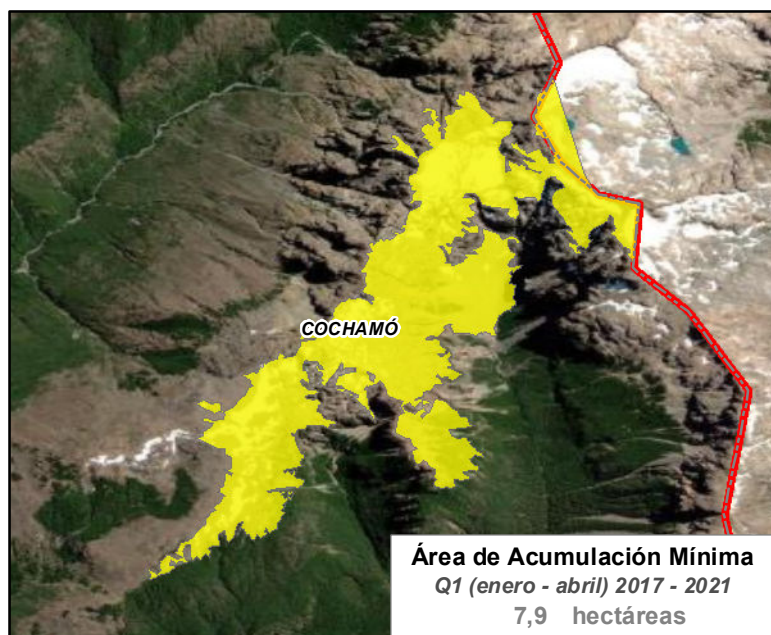 COCHAMÓ
Área de Acumulación Mínima
Q1 (enero - abril) 2017 - 2021
7,9 hectáreas